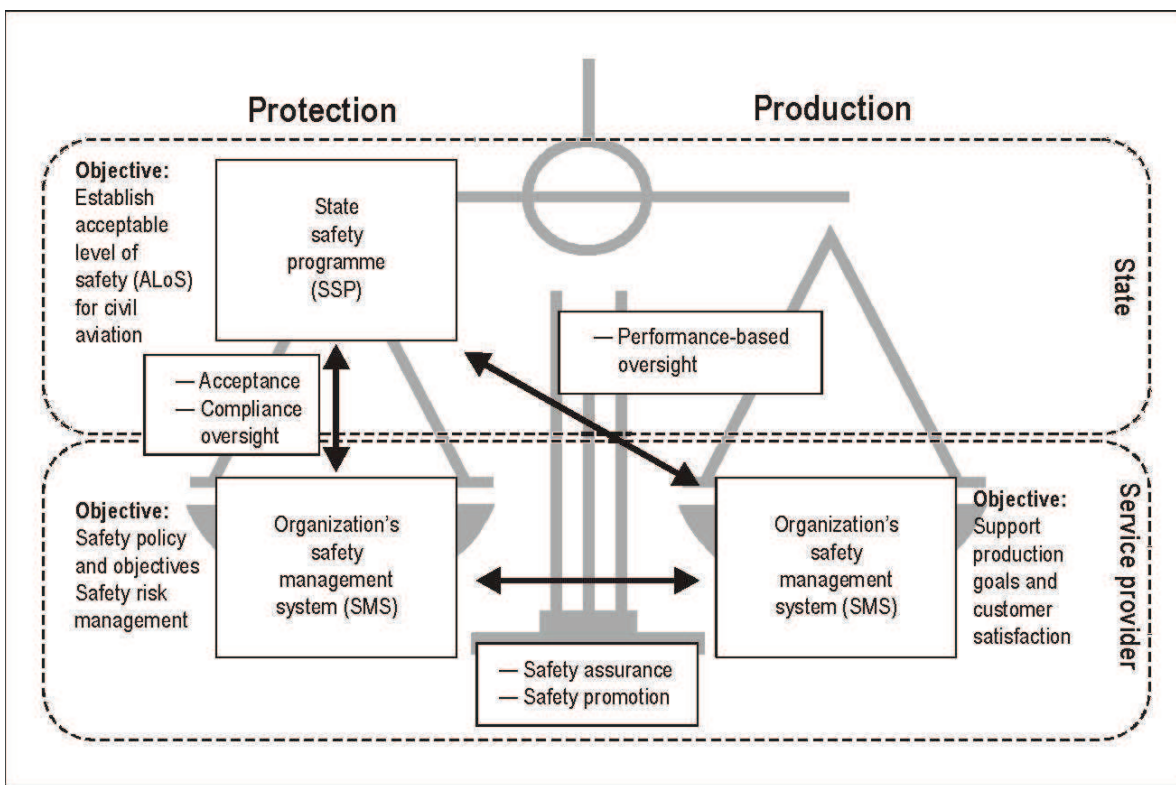 Protection
Production
Objective:
Establish
acceptable
level of
safety (ALoS)
for civil
aviation
State
safety
programme
(SSP)
State
— Performance-based
oversight
— Acceptance
— Compliance
oversight
Objective:
Safety policy
and objectives
Safety risk
management
Organization's
safety
management
system (SMS)
Organization's
safety
management
system (SMS)
Objective:
Support
production
goals and
customer
satisfaction
Service provider
— Safety assurance
— Safety promotion